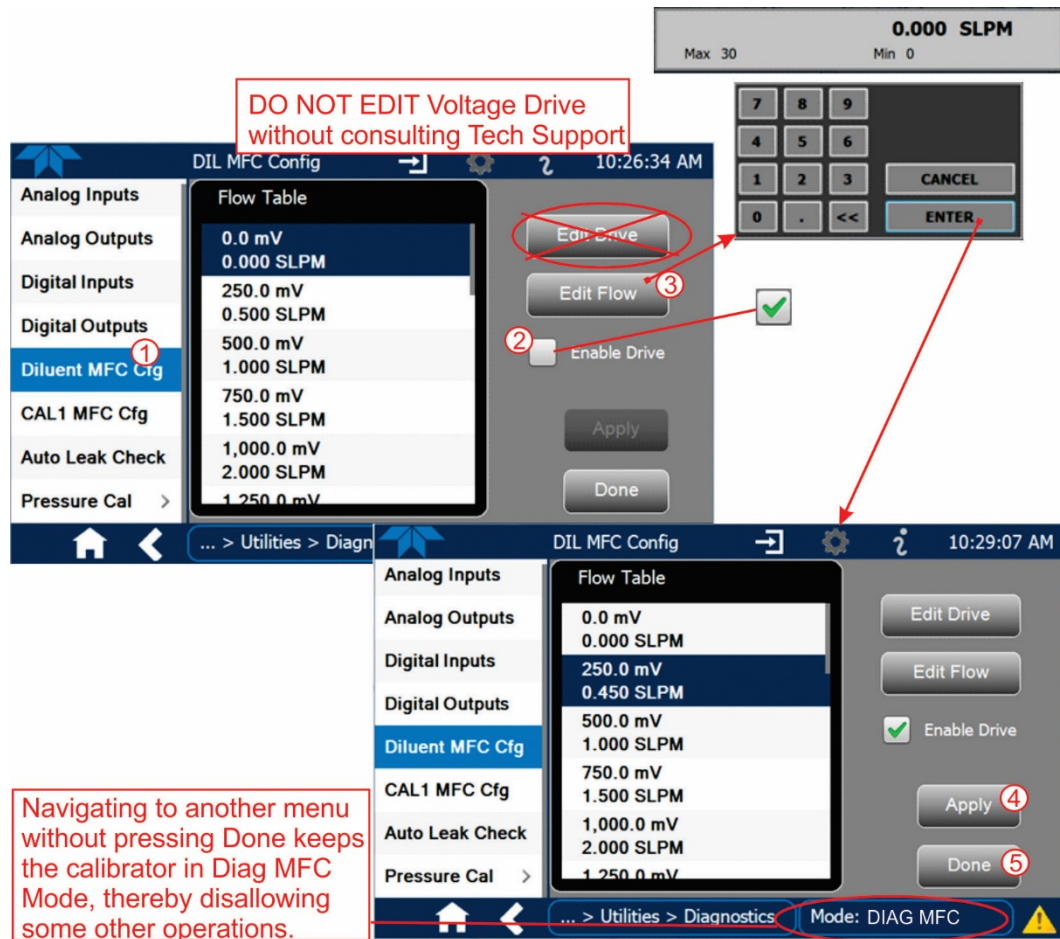 0.000 SLPM
Max 30 Min 0
DO NOT EDIT Voltage Drive
without consulting Tech Support
7 8 9
4 5 6
1 2 3 CANCEL
0 . << ENTER
DIL MFC Config 10:26:34 AM
Analog Inputs
Analog Outputs
Digital Inputs
Digital Outputs
1
Diluent MFC Cfg
CAL1 MFC Cfg
Auto Leak Check
Pressure Cal >
Flow Table
0.0 mV
0.000 SLPM
250.0 mV
0.500 SLPM
500.0 mV
1.000 SLPM
750.0 mV
1.500 SLPM
1,000.0 mV
2.000 SLPM
1,250.0 mV
Edit Drive
Edit Flow 3
2 Enable Drive
Apply
Done
... > Utilities > Diagn
DIL MFC Config 10:29:07 AM
Analog Inputs
Analog Outputs
Digital Inputs
Digital Outputs
Diluent MFC Cfg
CAL1 MFC Cfg
Auto Leak Check
Pressure Cal >
Flow Table
0.0 mV
0.000 SLPM
250.0 mV
0.450 SLPM
500.0 mV
1.000 SLPM
750.0 mV
1.500 SLPM
1,000.0 mV
2.000 SLPM
1,250.0 mV
Edit Drive
Edit Flow
Enable Drive
Apply 4
Done 5
... > Utilities > Diagnostics Mode: DIAG MFC
Navigating to another menu
without pressing Done keeps
the calibrator in Diag MFC
Mode, thereby disallowing
some other operations.